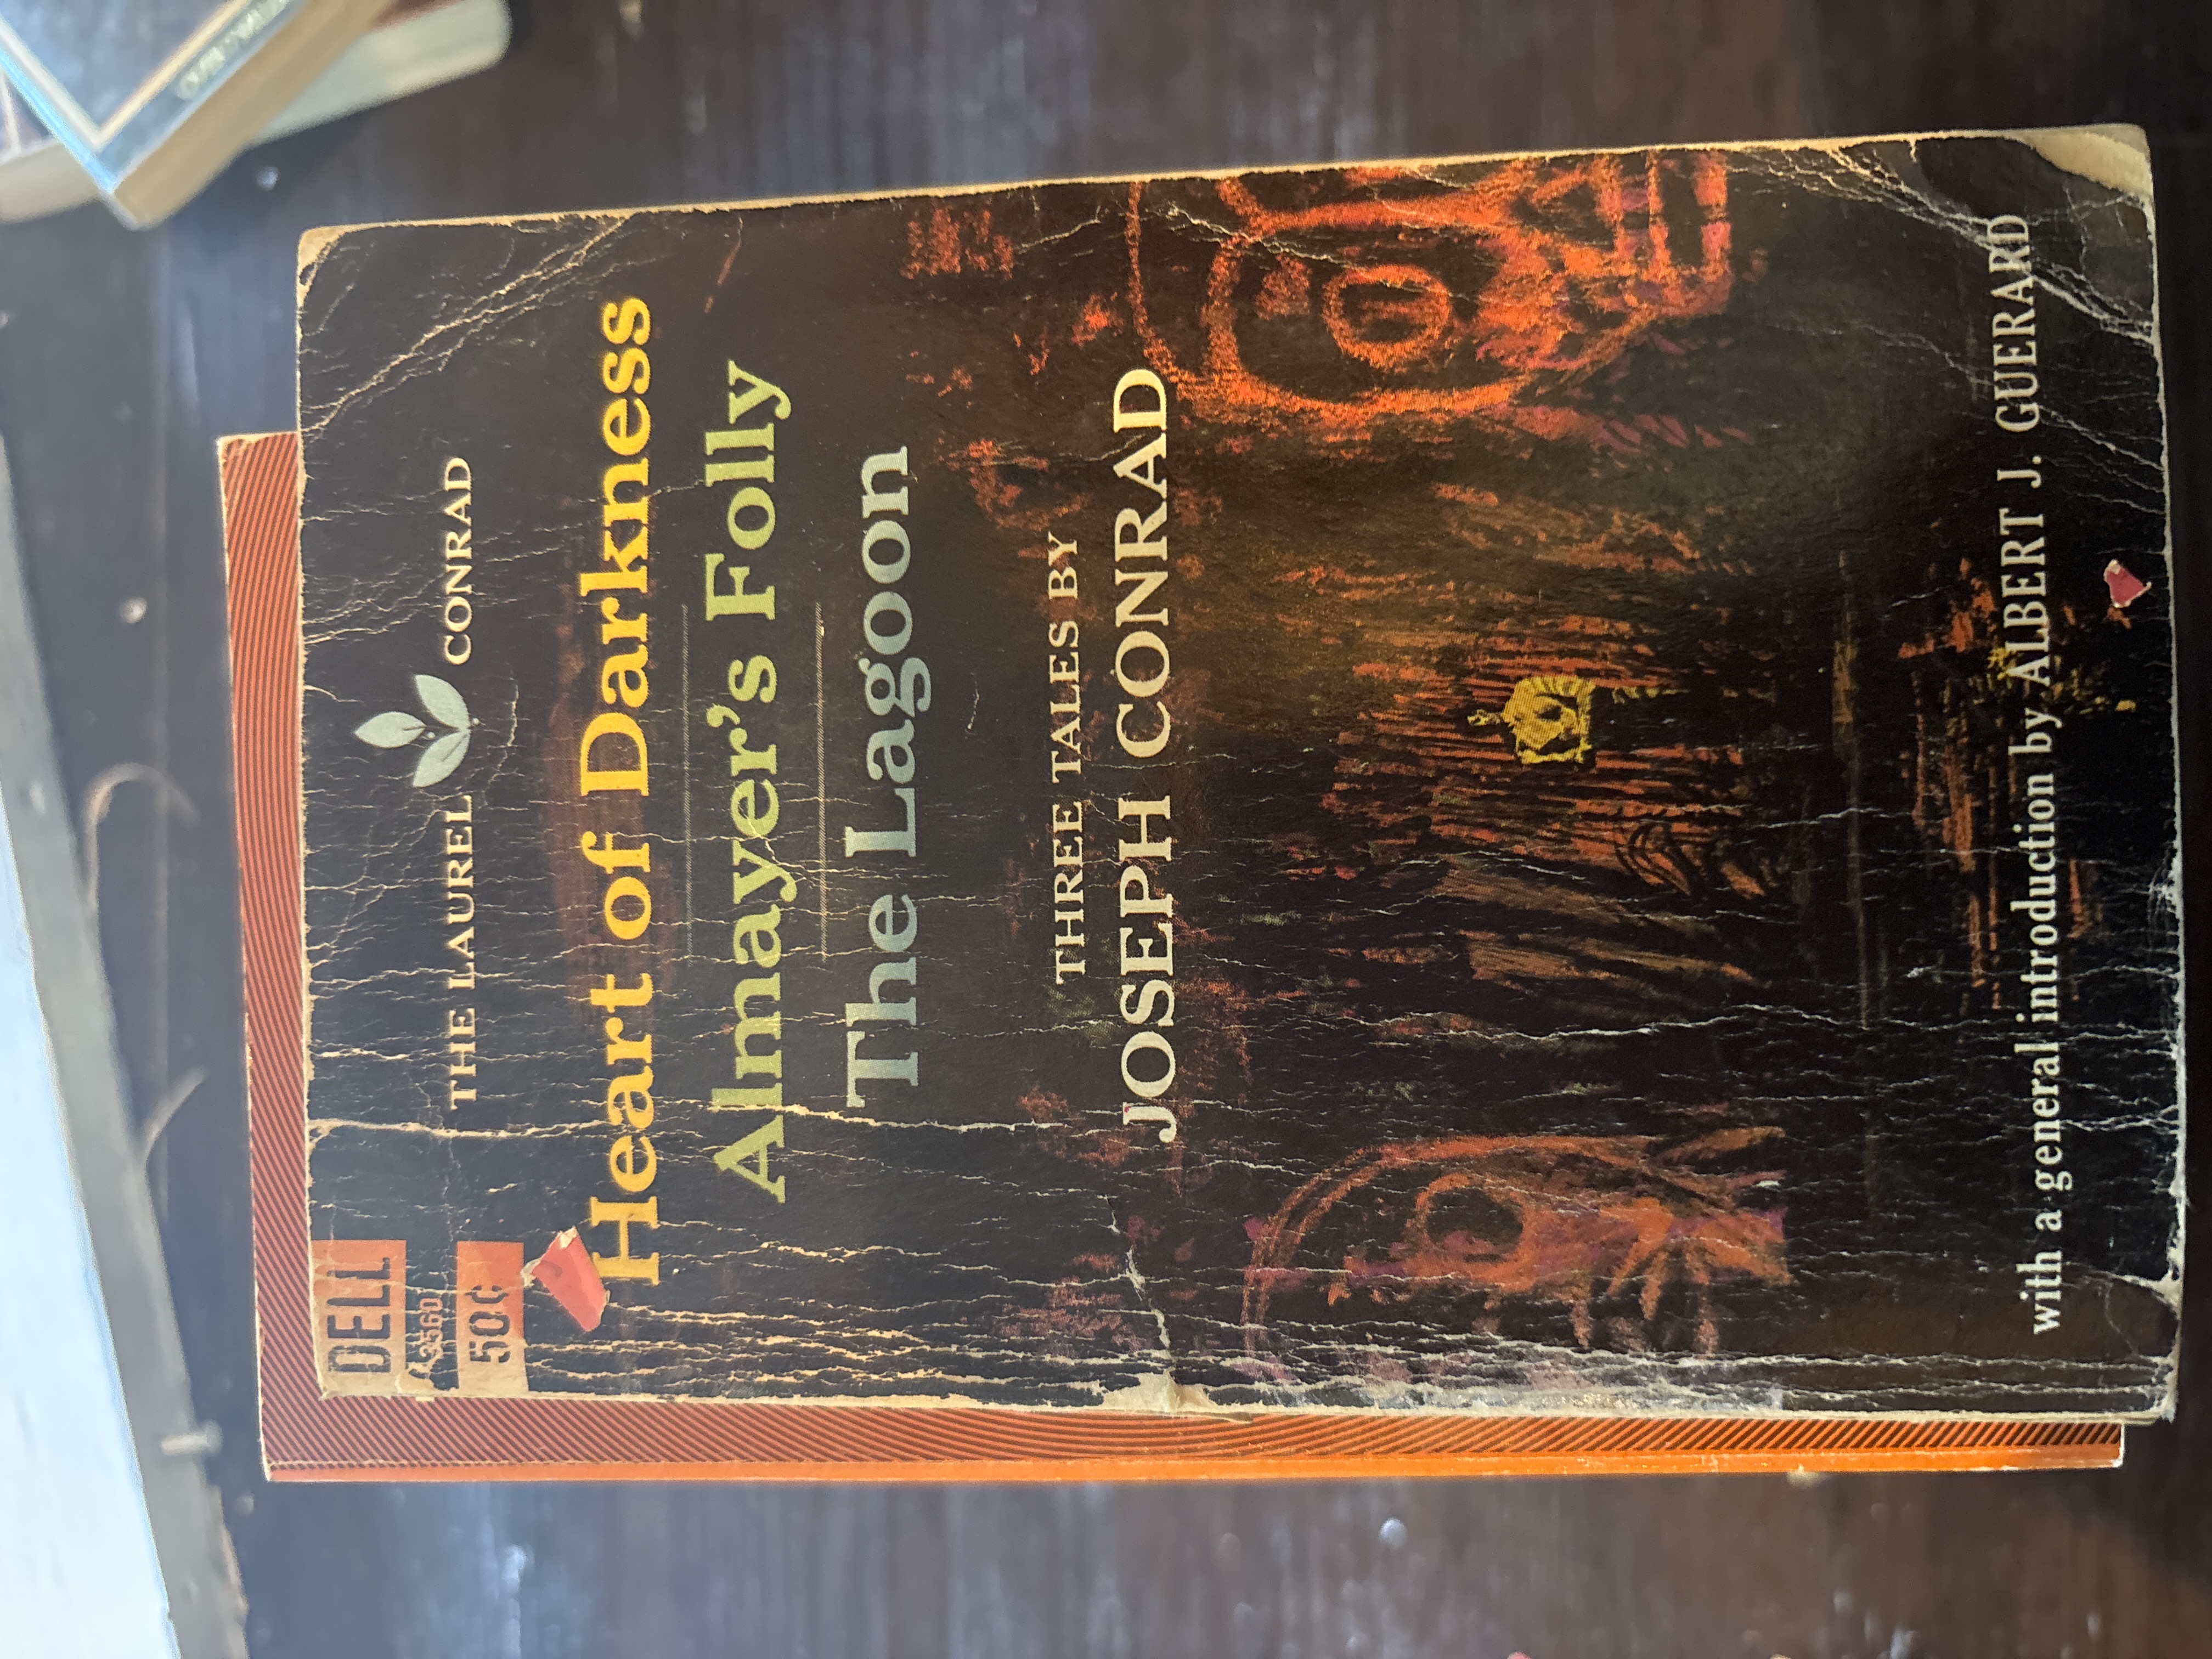 DELL
3560
50¢
THE LAUREL CONRAD
Heart of Darkness
Almayer's Folly
The Lagoon
THREE TALES BY
JOSEPH CONRAD
with a general introduction by ALBERT J. GUERARD